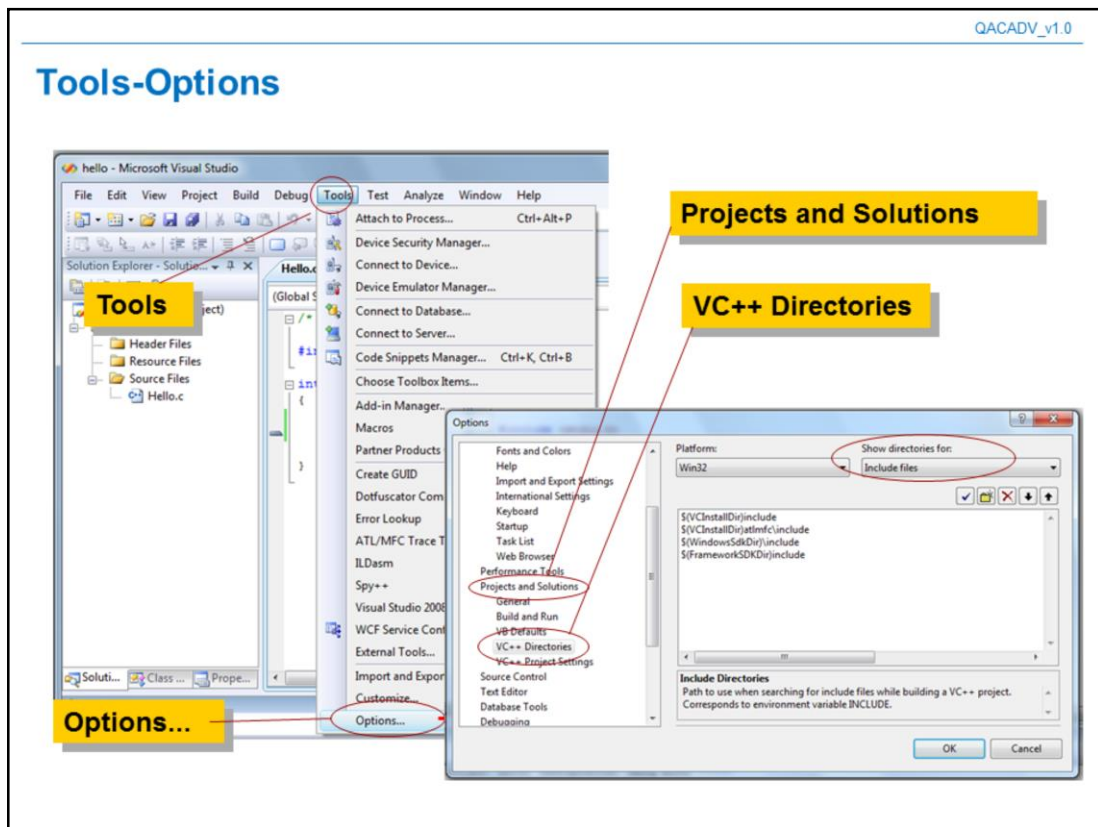 QACADV_v1.0
Tools-Options
hello - Microsoft Visual Studio
File Edit View Project Build Debug Tools Test Analyze Window Help
Attach to Process... Ctrl+Alt+P
Device Security Manager...
Connect to Device...
Device Emulator Manager...
Connect to Database...
Connect to Server...
Code Snippets Manager... Ctrl+K, Ctrl+B
Choose Toolbox Items...
Add-in Manager...
Macros
Partner Products
Create GUID
Dotfuscator Com
Error Lookup
ATL/MFC Trace T
ILDasm
Spy++
Visual Studio 2008
WCF Service Conf
External Tools...
Import and Export
Customize...
Options...
Solution Explorer - Solutio...
ject)
Header Files
Resource Files
Source Files
Hello.c
Soluti... Class ... Prope...
Hello.c
(Global S
/*
#in
int
{
}
Tools
Options...
Projects and Solutions
VC++ Directories
Options
Fonts and Colors
Help
Import and Export Settings
International Settings
Keyboard
Startup
Task List
Web Browser
Performance Tools
Projects and Solutions
General
Build and Run
VB Defaults
VC++ Directories
VC++ Project Settings
Source Control
Text Editor
Database Tools
Debugging
Platform: Show directories for:
Win32 Include files
$(VCInstallDir)include
$(VCInstallDir)atlmfc\include
$(WindowsSdkDir)\include
$(FrameworkSDKDir)include
Include Directories
Path to use when searching for include files while building a VC++ project.
Corresponds to environment variable INCLUDE.
OK Cancel